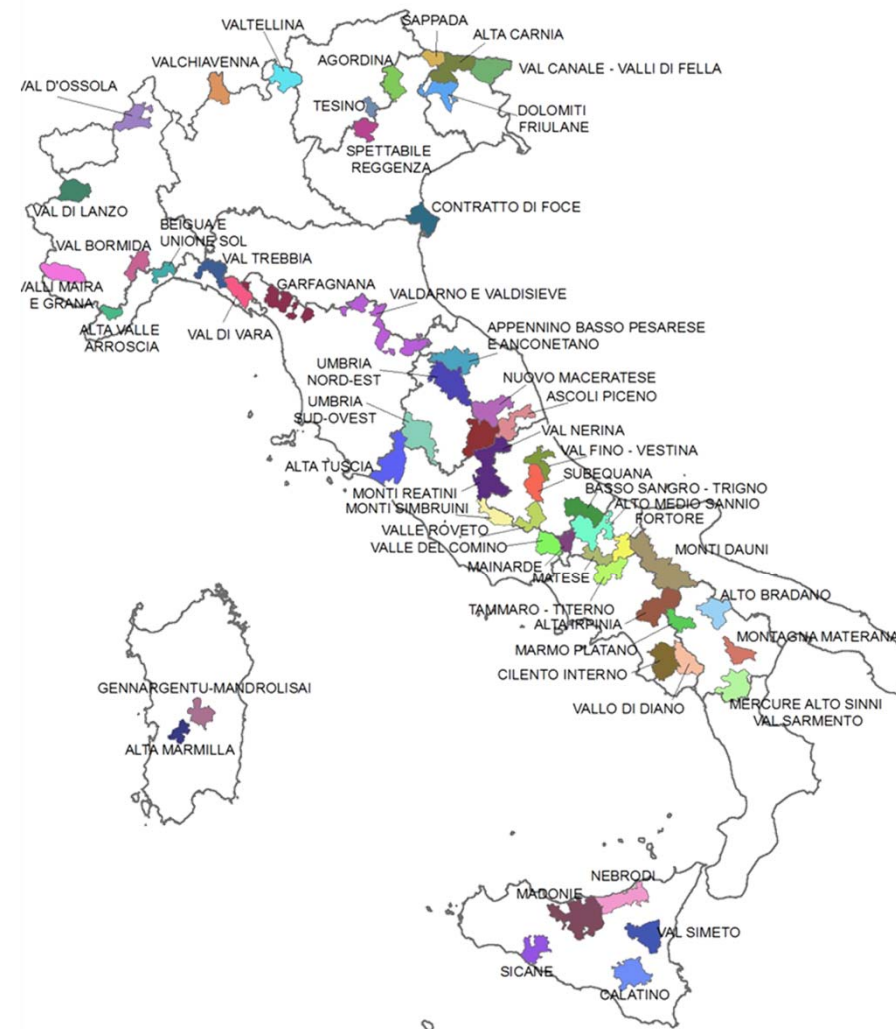 SAPPADA
VALTELLINA
ALTA CARNIA
VALCHIAVENNA
AGORDINA
VAL CANALE - VALLI DI FELLA
VAL D'OSSOLA
TESINO
DOLOMITI
FRIULANE
SPETTABILE
REGGENZA
VAL DI LANZO
CONTRATTO DI FOCE
BEIGUA E
UNIONE SOL
VAL BORMIDA
VAL TREBBIA
GARFAGNANA
VALLI MAIRA
E GRANA
VALDARNO E VALDISIEVE
ALTA VALLE
ARROSCIA
VAL DI VARA
APPENNINO BASSO PESARESE
E ANCONETANO
UMBRIA
NORD-EST
NUOVO MACERATESE
ASCOLI PICENO
UMBRIA
SUD-OVEST
VAL NERINA
VAL FINO - VESTINA
ALTA TUSCIA
SUBEQUANA
BASSO SANGRO - TRIGNO
MONTI REATINI
MONTI SIMBRUINI
ALTO MEDIO SANNIO
FORTORE
VALLE ROVETO
VALLE DEL COMINO
MONTI DAUNI
MAINARDE
MATESE
ALTO BRADANO
TAMMARO - TITERNO
ALTA IRPINIA
MONTAGNA MATERANA
MARMO PLATANO
CILENTO INTERNO
VALLO DI DIANO
MERCURE ALTO SINNI
VAL SARMENTO
GENNARGENTU-MANDROLISAI
ALTA MARMILLA
NEBRODI
MADONIE
VAL SIMETO
SICANE
CALATINO